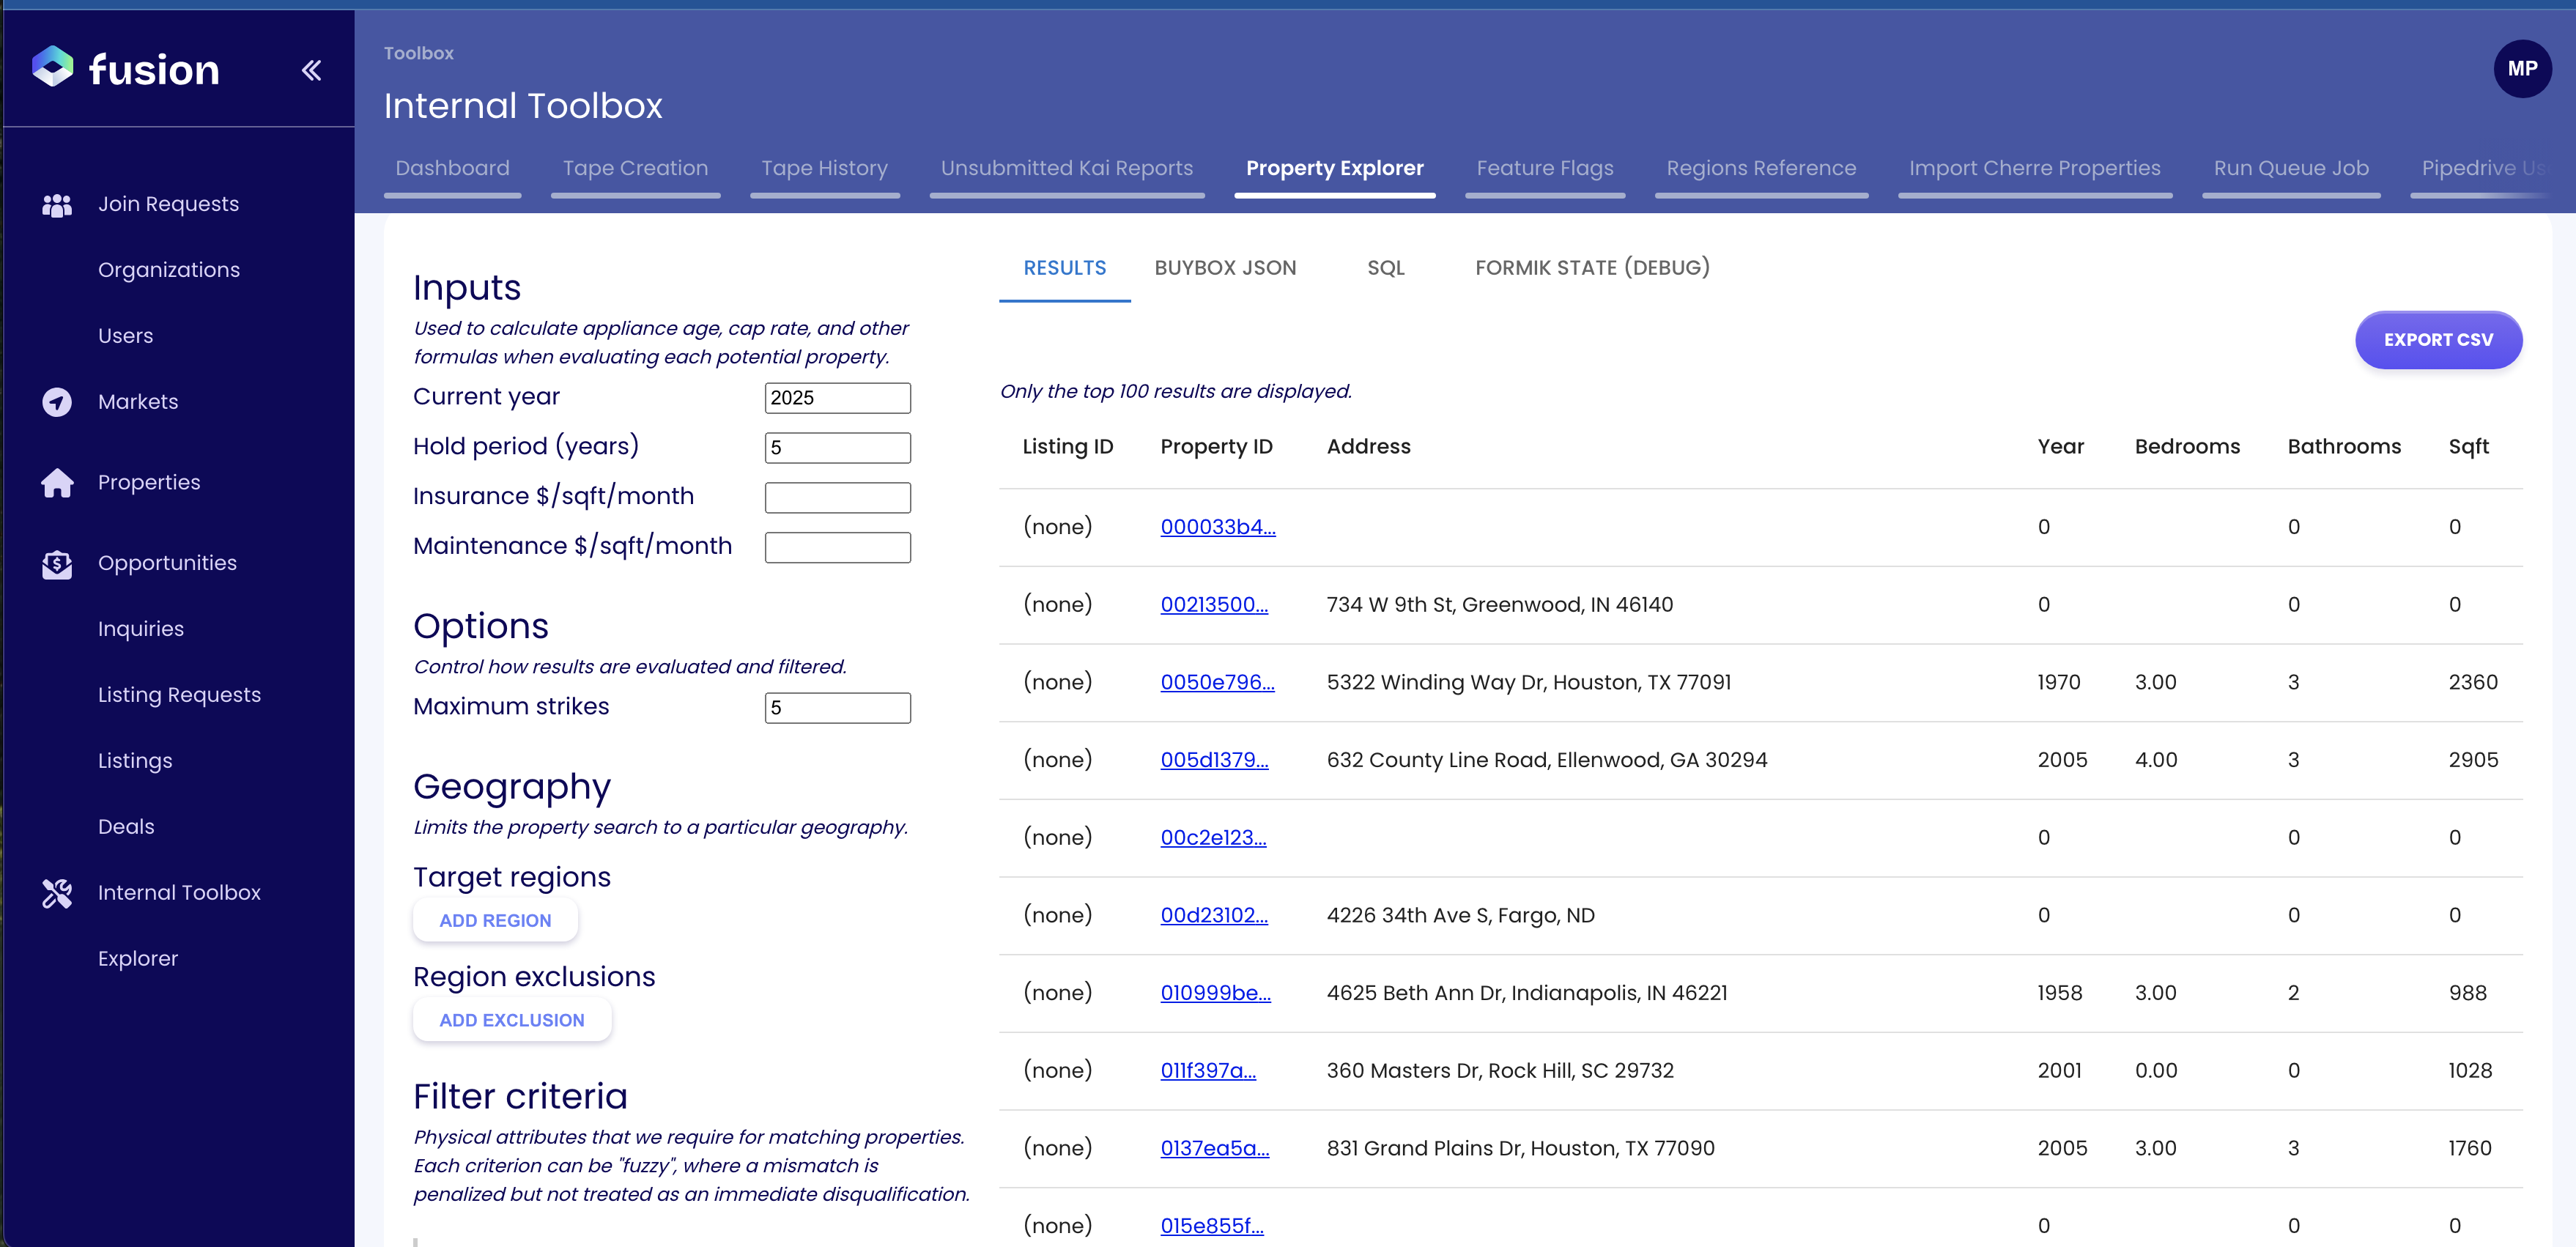 fusion
Join Requests
Organizations
Users
Markets
Properties
Opportunities
Inquiries
Listing Requests
Listings
Deals
Internal Toolbox
Explorer
Toolbox
MP
Internal Toolbox
Dashboard Tape Creation Tape History Unsubmitted Kai Reports Property Explorer Feature Flags Regions Reference Import Cherre Properties Run Queue Job Pipedrive
Inputs
Used to calculate appliance age, cap rate, and other
formulas when evaluating each potential property.
Current year 2025
Hold period (years) 5
Insurance $/sqft/month
Maintenance $/sqft/month
Options
Control how results are evaluated and filtered.
Maximum strikes 5
Geography
Limits the property search to a particular geography.
Target regions
ADD REGION
Region exclusions
ADD EXCLUSION
Filter criteria
Physical attributes that we require for matching properties.
Each criterion can be "fuzzy", where a mismatch is
penalized but not treated as an immediate disqualification.
RESULTS BUYBOX JSON SQL FORMIK STATE (DEBUG)
EXPORT CSV
Only the top 100 results are displayed.
Listing ID Property ID Address Year Bedrooms Bathrooms Sqft
(none) 000033b4... 0 0 0
(none) 00213500... 734 W 9th St, Greenwood, IN 46140 0 0 0
(none) 0050e796... 5322 Winding Way Dr, Houston, TX 77091 1970 3.00 3 2360
(none) 005d1379... 632 County Line Road, Ellenwood, GA 30294 2005 4.00 3 2905
(none) 00c2e123... 0 0 0
(none) 00d23102... 4226 34th Ave S, Fargo, ND 0 0 0
(none) 010999be... 4625 Beth Ann Dr, Indianapolis, IN 46221 1958 3.00 2 988
(none) 011f397a... 360 Masters Dr, Rock Hill, SC 29732 2001 0.00 0 1028
(none) 0137ea5a... 831 Grand Plains Dr, Houston, TX 77090 2005 3.00 3 1760
(none) 015e855f... 0 0 0